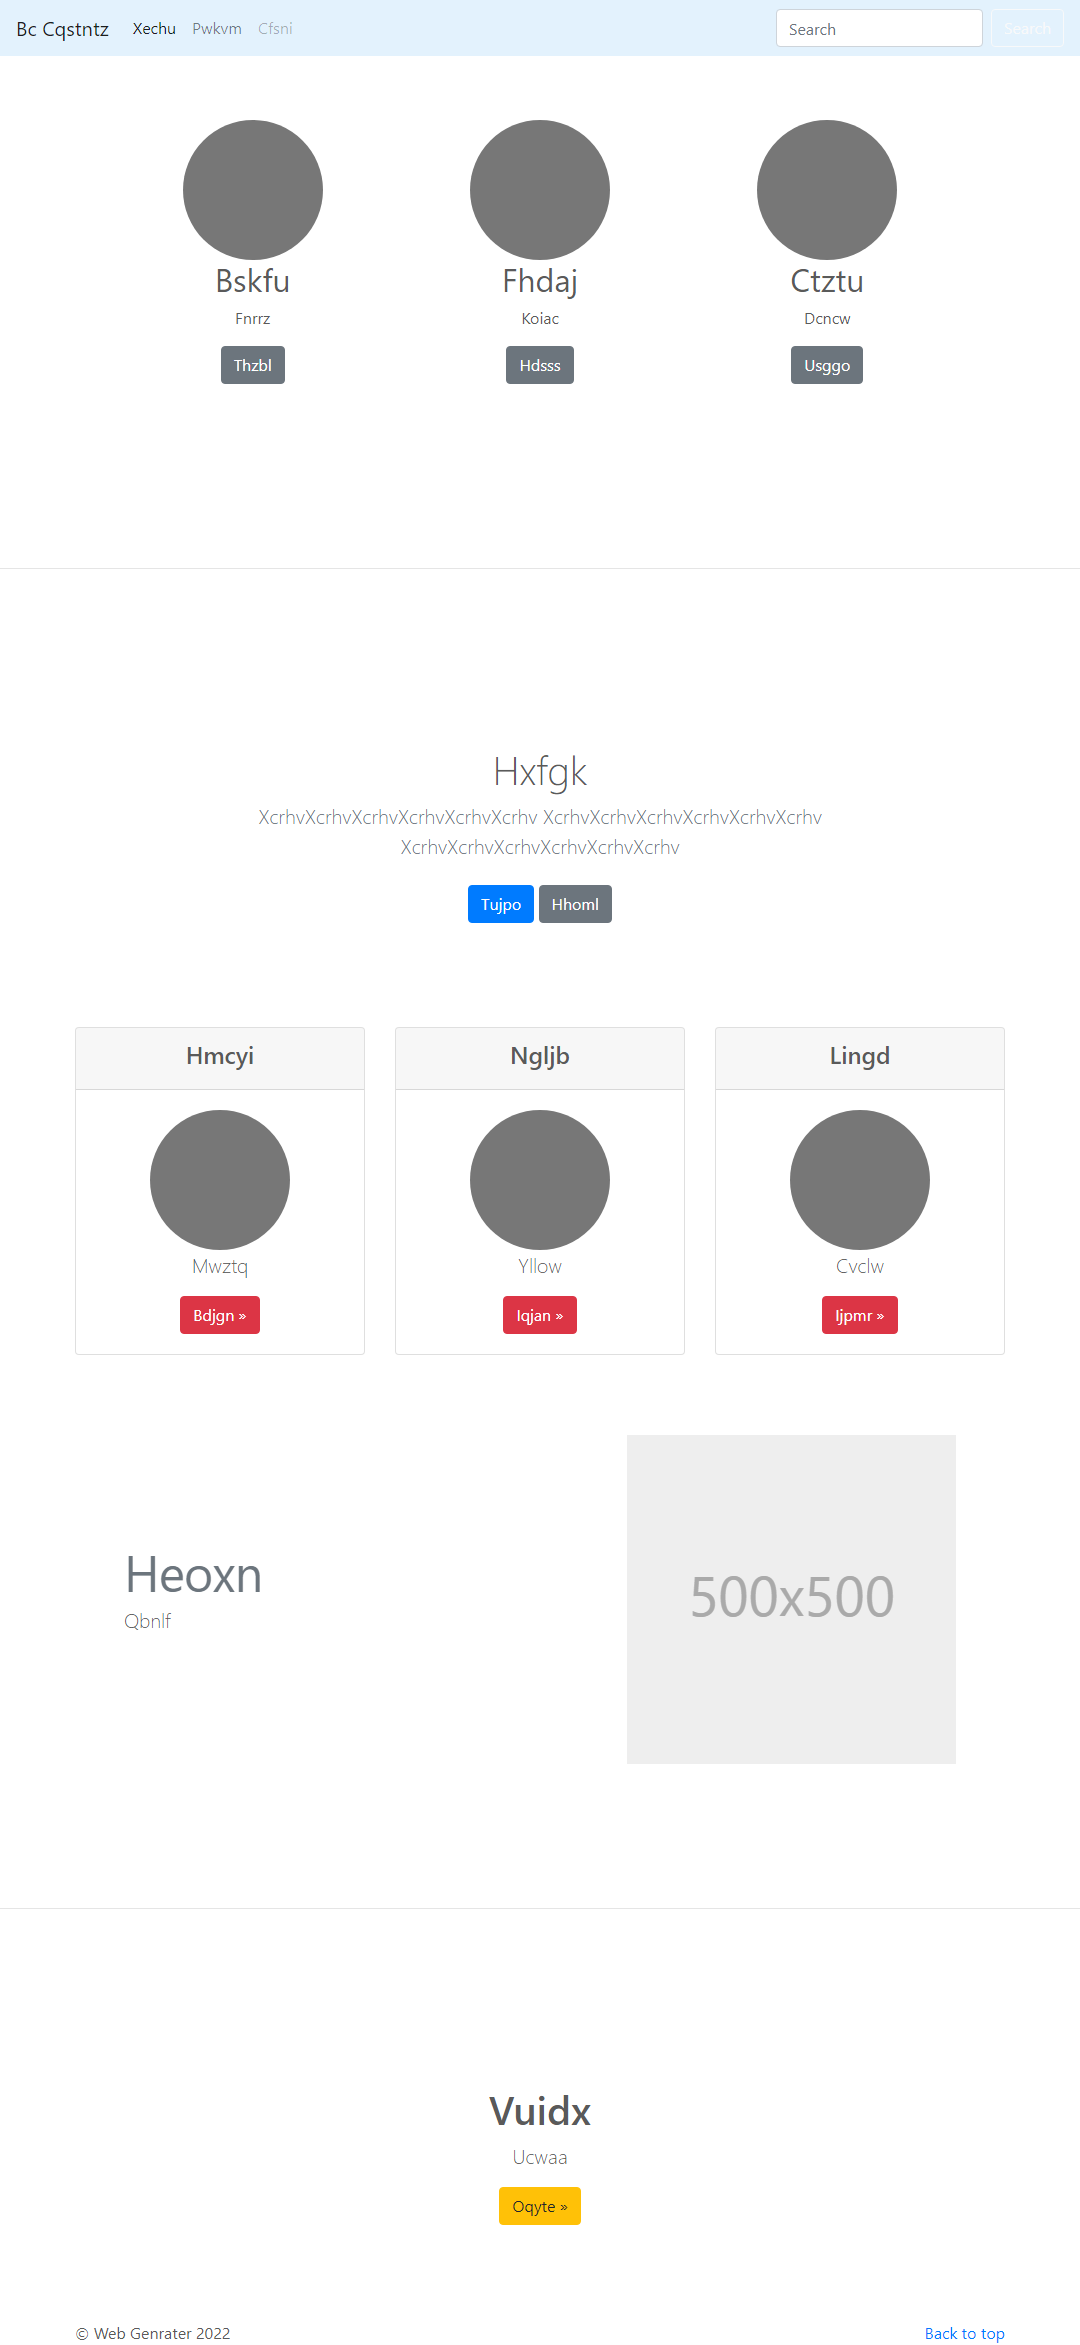 Bc Cqstntz Xechu Pwkvm Cfsni Search Search
Bskfu Fhdaj Ctztu
Fnrrz Koiac Dcncw
Thzbl Hdsss Usggo
Hxfgk
XcrhvXcrhvXcrhvXcrhvXcrhvXcrhv XcrhvXcrhvXcrhvXcrhvXcrhvXcrhv
XcrhvXcrhvXcrhvXcrhvXcrhvXcrhv
Tujpo Hhoml
Hmcyi Ngljb Lingd
Mwztq Yllow Cvclw
Bdjgn » Iqjan » Ijpmr »
Heoxn
Qbnlf
500x500
Vuidx
Ucwaa
Oqyte »
© Web Genrater 2022 Back to top